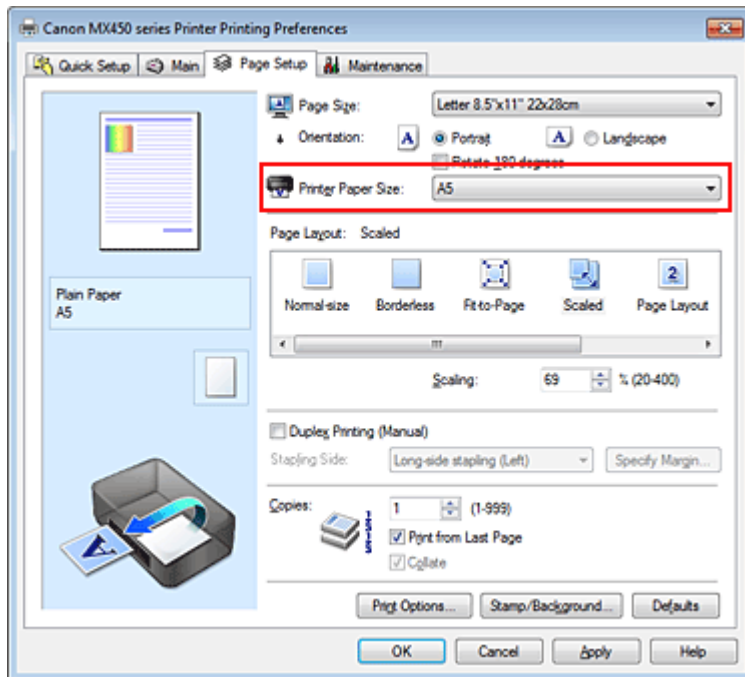 Canon MX450 series Printer Printing Preferences
Quick Setup Main Page Setup Maintenance
Page Size: Letter 8.5"x11" 22x28cm
Orientation: A Portrait A Landscape
Rotate 180 degrees
Printer Paper Size: A5
Page Layout: Scaled
Normal-size Borderless Fit-to-Page Scaled Page Layout
Plain Paper
A5
Scaling: 69 % (20-400)
Duplex Printing (Manual)
Stapling Side: Long-side stapling (Left) Specify Margin...
Copies: 1 (1-999)
Print from Last Page
Collate
Print Options... Stamp/Background... Defaults
OK Cancel Apply Help